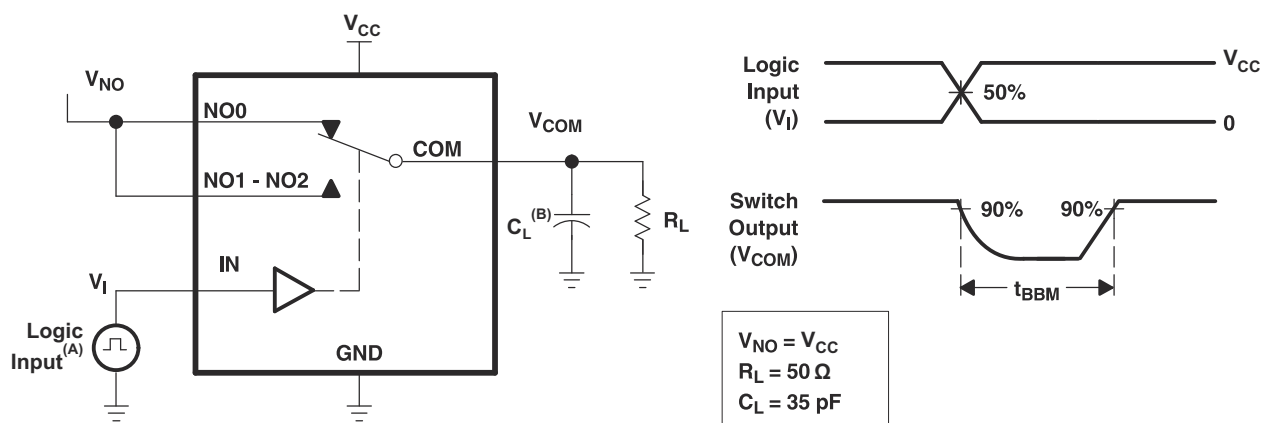 V_CC
V_NO
NO0
V_COM
COM
NO1 - NO2
C_L (B)
R_L
IN
V_I
Logic
Input(A)
GND
Logic
Input
(V_I)
V_CC
50%
0
Switch
Output
(V_COM)
90%
90%
t_BBM
V_NO = V_CC
R_L = 50 Ω
C_L = 35 pF